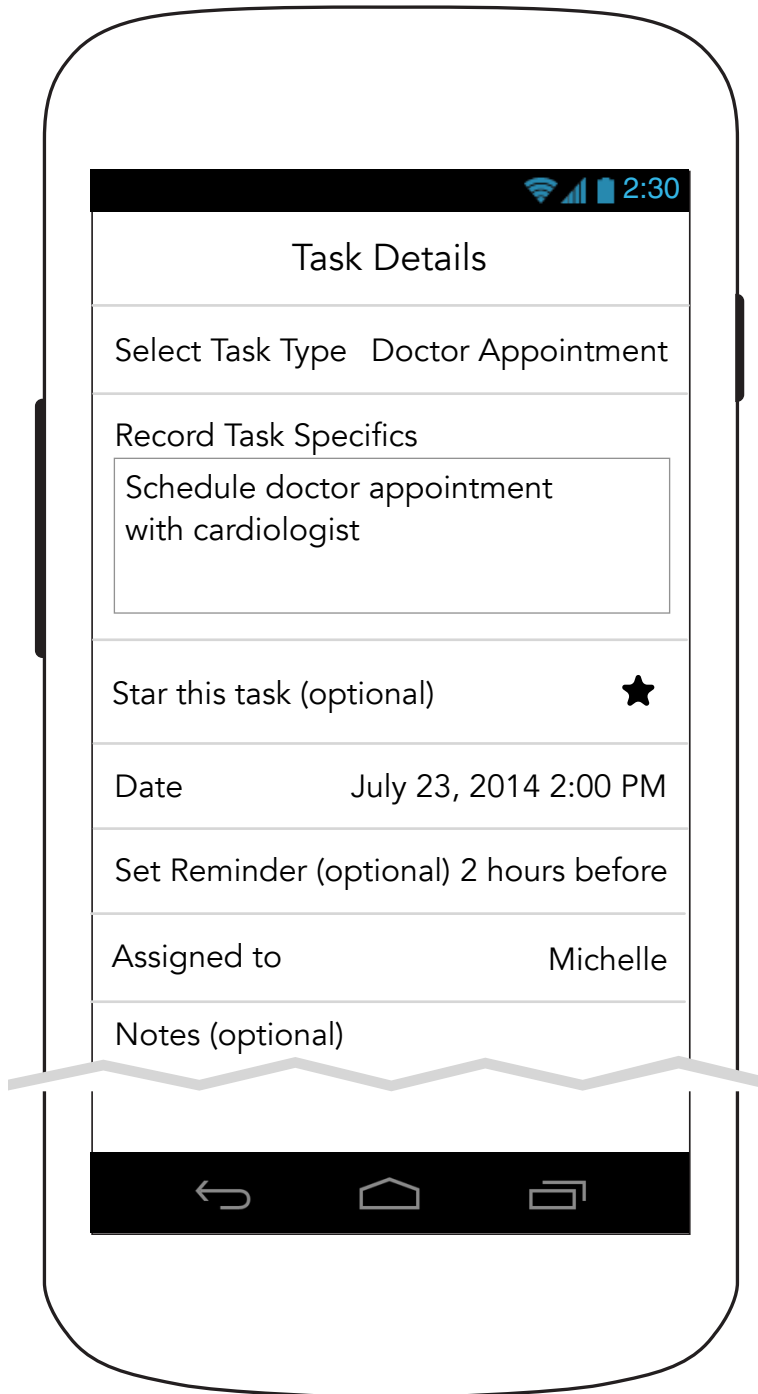 2:30
Task Details
Select Task Type Doctor Appointment
Record Task Specifics
Schedule doctor appointment
with cardiologist
Star this task (optional)
Date July 23, 2014 2:00 PM
Set Reminder (optional) 2 hours before
Assigned to Michelle
Notes (optional)